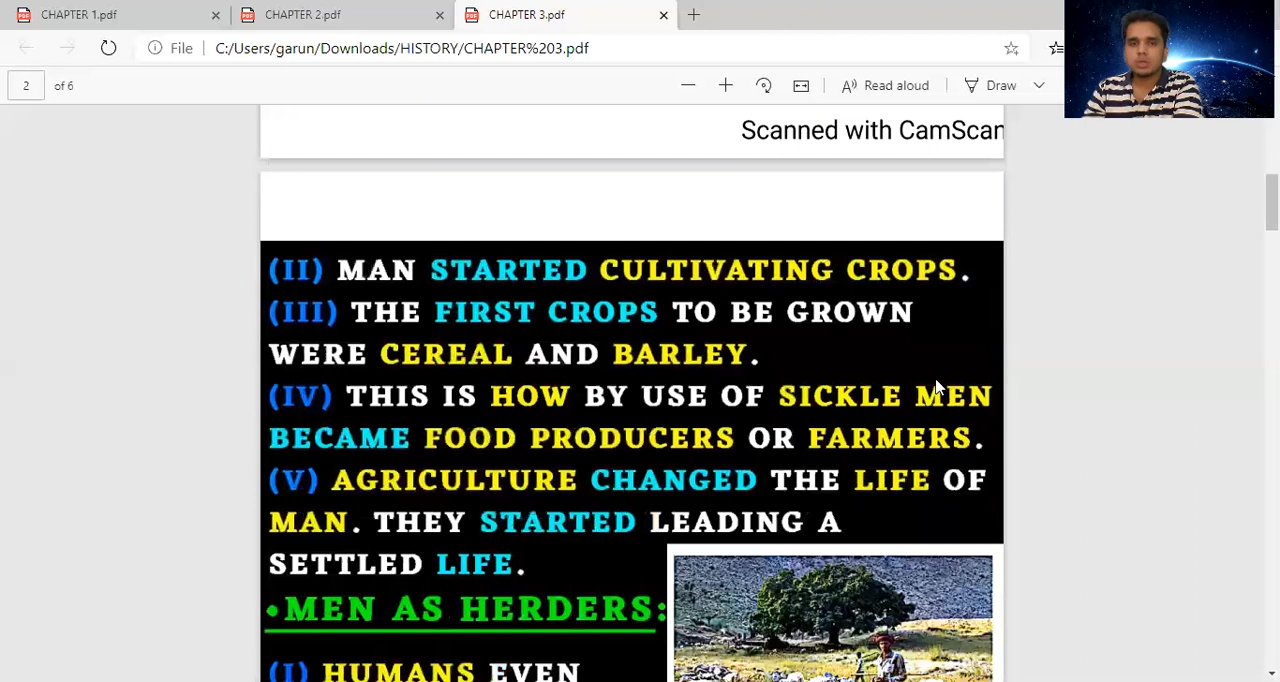 CHAPTER 1.pdf
CHAPTER 2.pdf
CHAPTER 3.pdf
File
C:/Users/garun/Downloads/HISTORY/CHAPTER%203.pdf
2 of 6
Read aloud
Draw
Scanned with CamScan
(II) MAN STARTED CULTIVATING CROPS.
(III) THE FIRST CROPS TO BE GROWN
WERE CEREAL AND BARLEY.
(IV) THIS IS HOW BY USE OF SICKLE MEN
BECAME FOOD PRODUCERS OR FARMERS.
(V) AGRICULTURE CHANGED THE LIFE OF
MAN. THEY STARTED LEADING A
SETTLED LIFE.
•MEN AS HERDERS:
(I) HUMANS EVEN